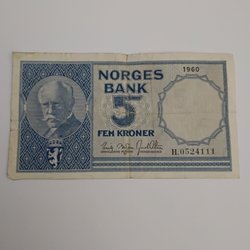 1960
NORGES
BANK
5
FEM KRONER
H.0524111